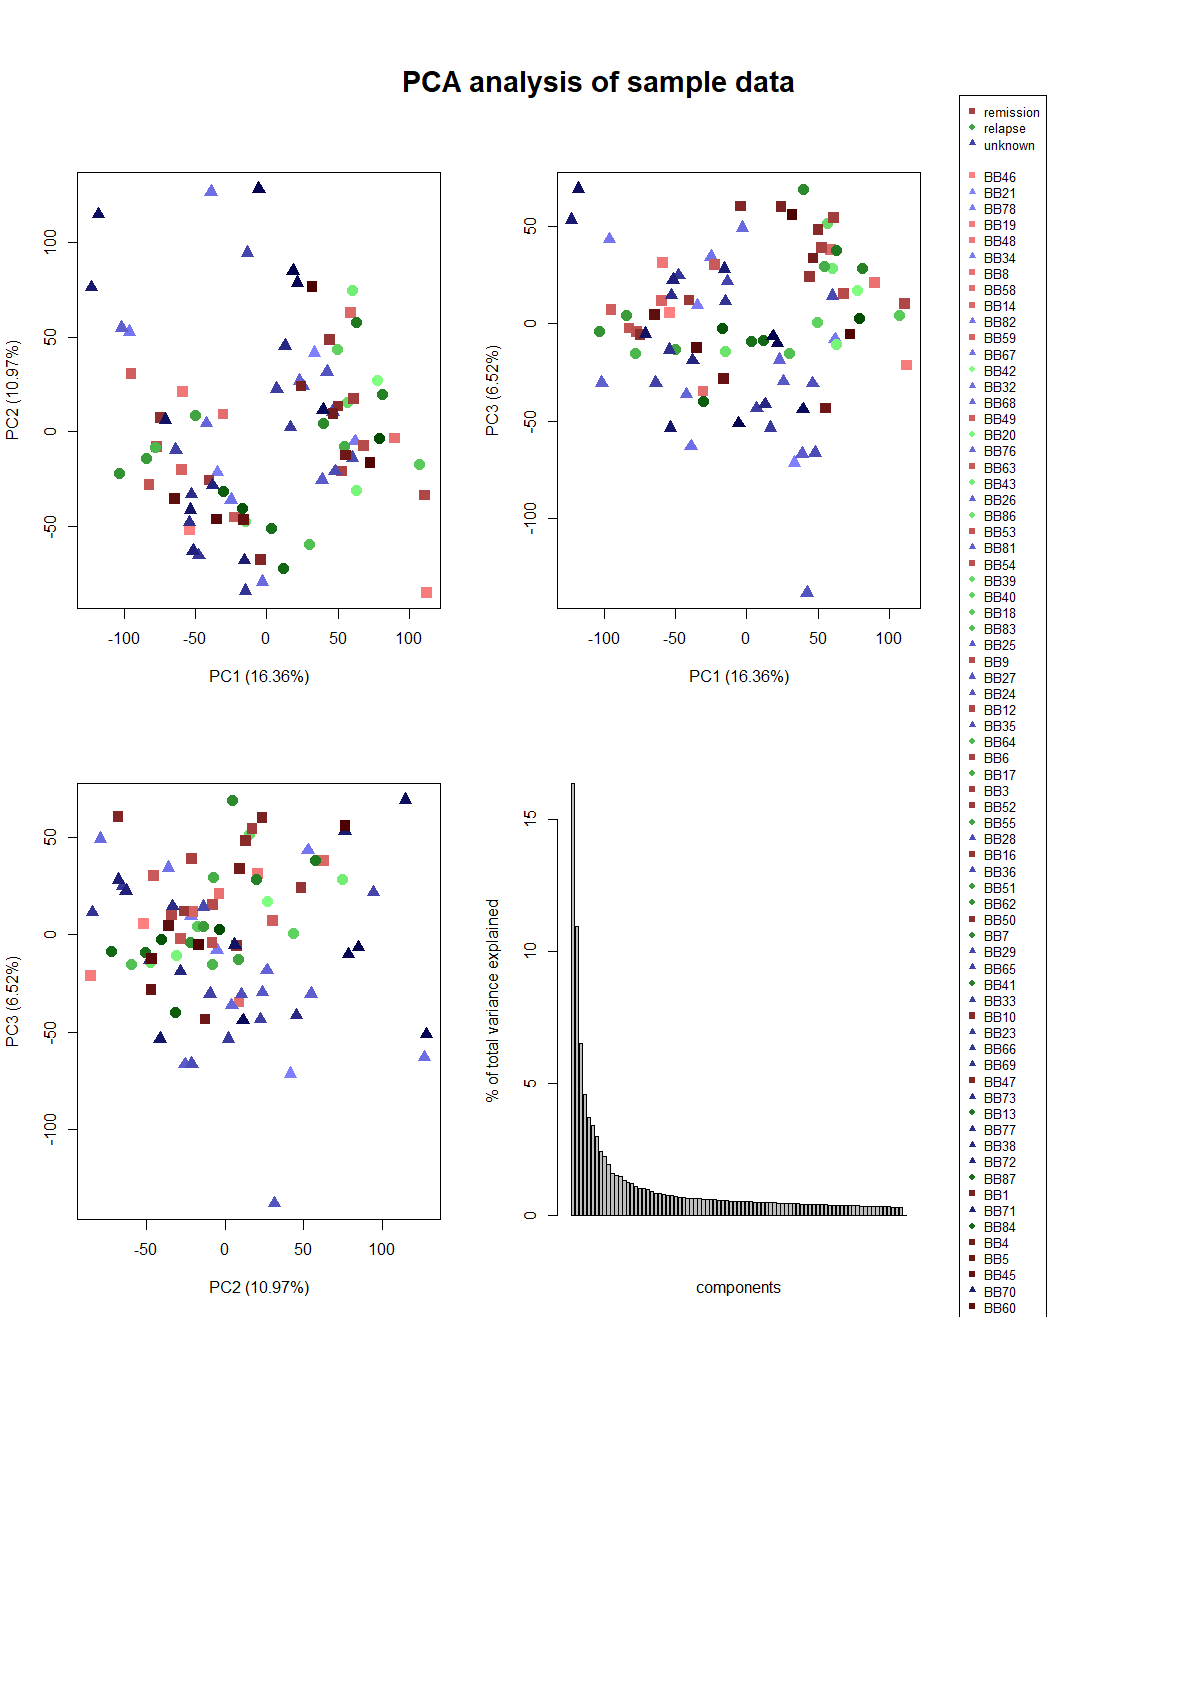 PCA analysis of sample data
100
50
0
-50
PC2 (10.97%)
-100 -50 0 50 100
PC1 (16.36%)
50
0
-50
-100
PC3 (6.52%)
-100 -50 0 50 100
PC1 (16.36%)
50
0
-50
-100
PC3 (6.52%)
-50 0 50 100
PC2 (10.97%)
15
10
5
0
% of total variance explained
components
remission
relapse
unknown
BB46
BB21
BB78
BB19
BB48
BB34
BB8
BB58
BB14
BB82
BB59
BB67
BB42
BB32
BB68
BB49
BB20
BB76
BB63
BB43
BB26
BB86
BB53
BB81
BB54
BB39
BB40
BB18
BB83
BB25
BB9
BB27
BB24
BB12
BB35
BB64
BB6
BB17
BB3
BB52
BB55
BB28
BB16
BB36
BB51
BB62
BB50
BB7
BB29
BB65
BB41
BB33
BB10
BB23
BB66
BB69
BB47
BB73
BB13
BB77
BB38
BB72
BB87
BB1
BB71
BB84
BB4
BB5
BB45
BB70
BB60